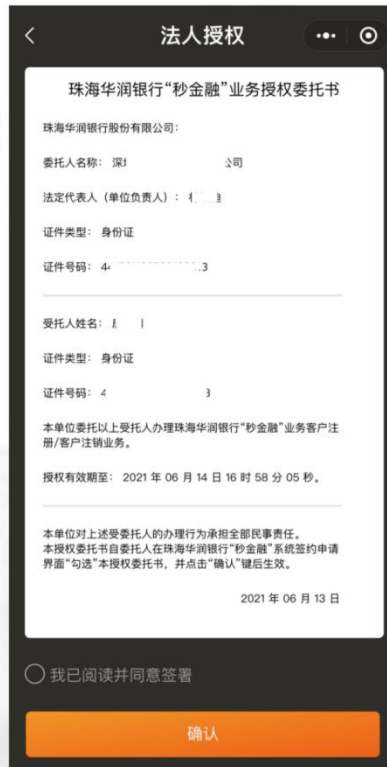 法人授权
珠海华润银行“秒金融”业务授权委托书
珠海华润银行股份有限公司：
委托人名称： 深圳 公司
法定代表人（单位负责人）：
证件类型： 身份证
证件号码： 44 3
受托人姓名：
证件类型： 身份证
证件号码： 4 3
本单位委托以上受托人办理珠海华润银行“秒金融”业务客户注
册/客户注销业务。
授权有效期至： 2021 年 06 月 14 日 16 时 58 分 05 秒。
本单位对上述受委托人的办理行为承担全部民事责任。
本授权委托书自委托人在珠海华润银行“秒金融”系统签约申请
界面“勾选”本授权委托书，并点击“确认”键后生效。
2021 年 06 月 13 日
我已阅读并同意签署
确认